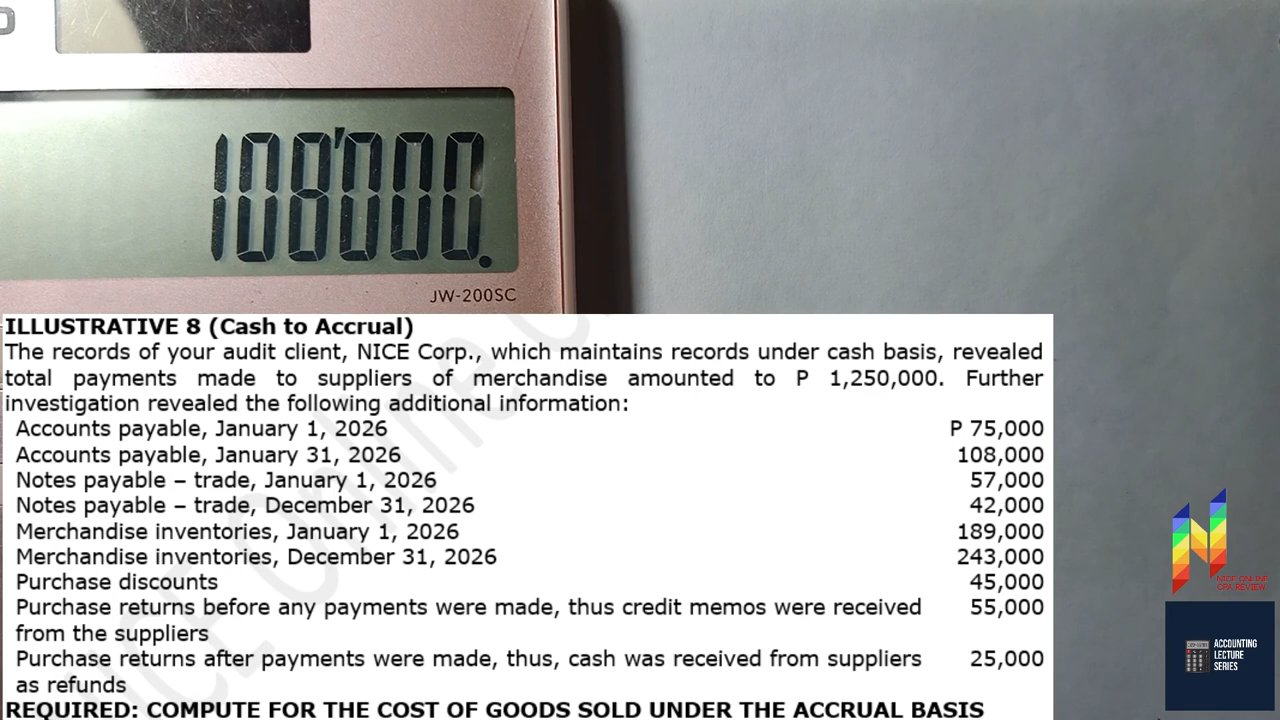 108'000.
JW-200SC
ILLUSTRATIVE 8 (Cash to Accrual)
The records of your audit client, NICE Corp., which maintains records under cash basis, revealed
total payments made to suppliers of merchandise amounted to P 1,250,000. Further
investigation revealed the following additional information:
Accounts payable, January 1, 2026 P 75,000
Accounts payable, January 31, 2026 108,000
Notes payable – trade, January 1, 2026 57,000
Notes payable – trade, December 31, 2026 42,000
Merchandise inventories, January 1, 2026 189,000
Merchandise inventories, December 31, 2026 243,000
Purchase discounts 45,000
Purchase returns before any payments were made, thus credit memos were received 55,000
from the suppliers
Purchase returns after payments were made, thus, cash was received from suppliers 25,000
as refunds
REQUIRED: COMPUTE FOR THE COST OF GOODS SOLD UNDER THE ACCRUAL BASIS
NICE ONLINE
CPA REVIEW
ACCOUNTING
LECTURE
SERIES